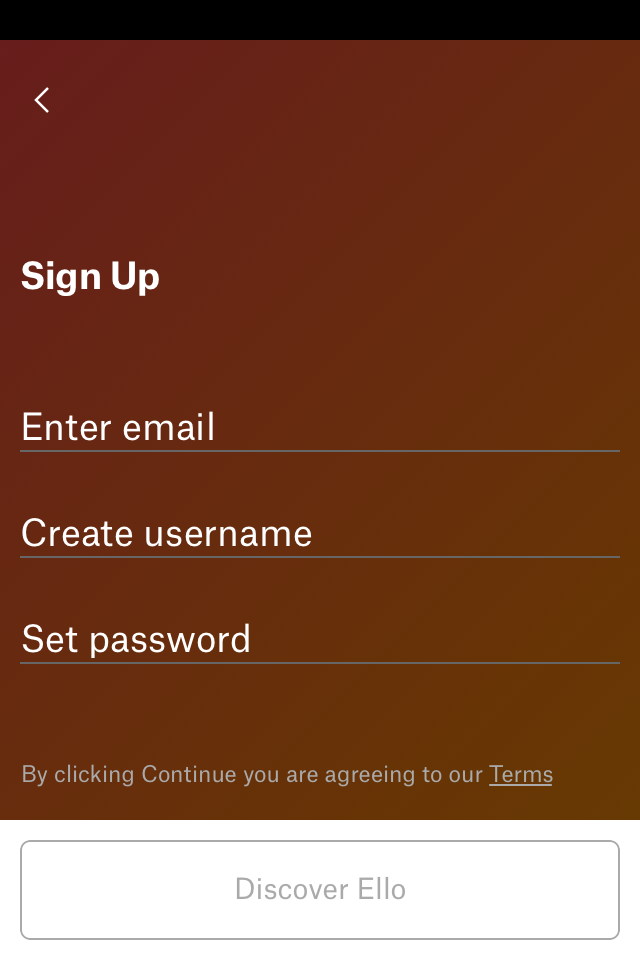 Sign Up
Enter email
Create username
Set password
By clicking Continue you are agreeing to our Terms
Discover Ello